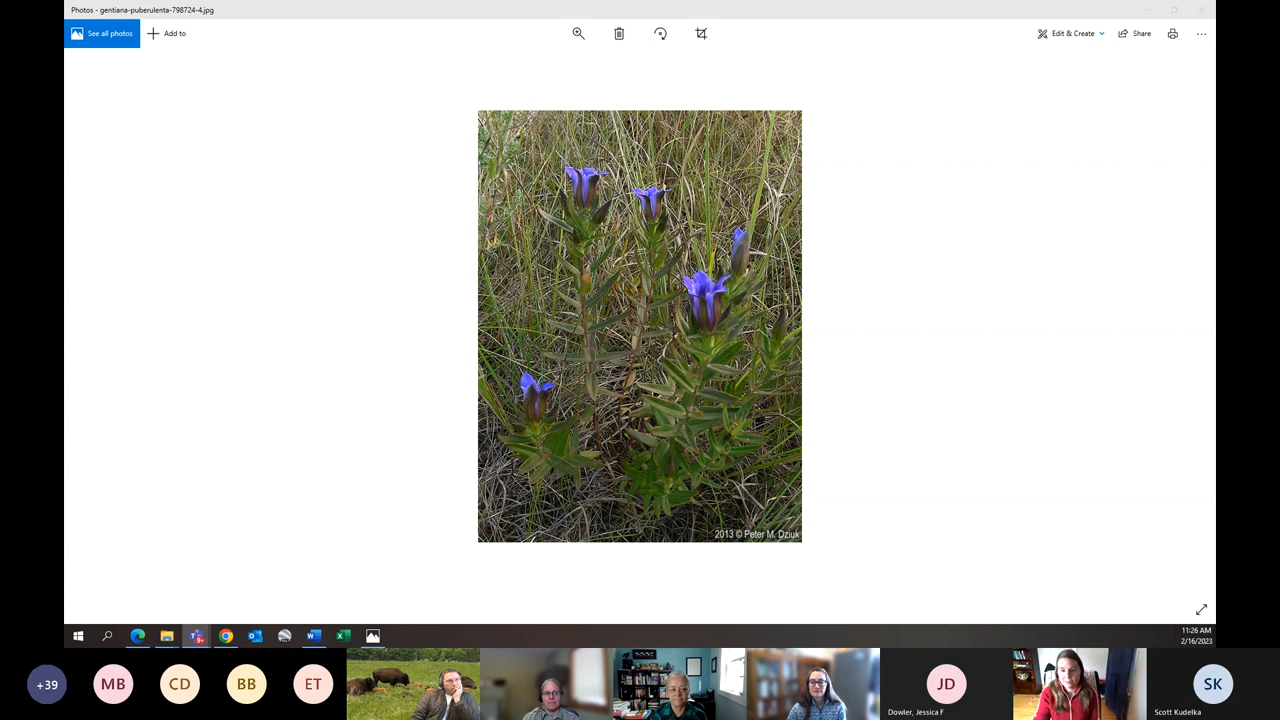 Photos - gentiana-puberulenta-798724-4.jpg
See all photos
Add to
Edit & Create
Share
2013 © Peter M. Dziuk
9+
11:26 AM
2/16/2023
+39
MB
CD
BB
ET
JD
SK
Dowler, Jessica F
Scott Kudelka